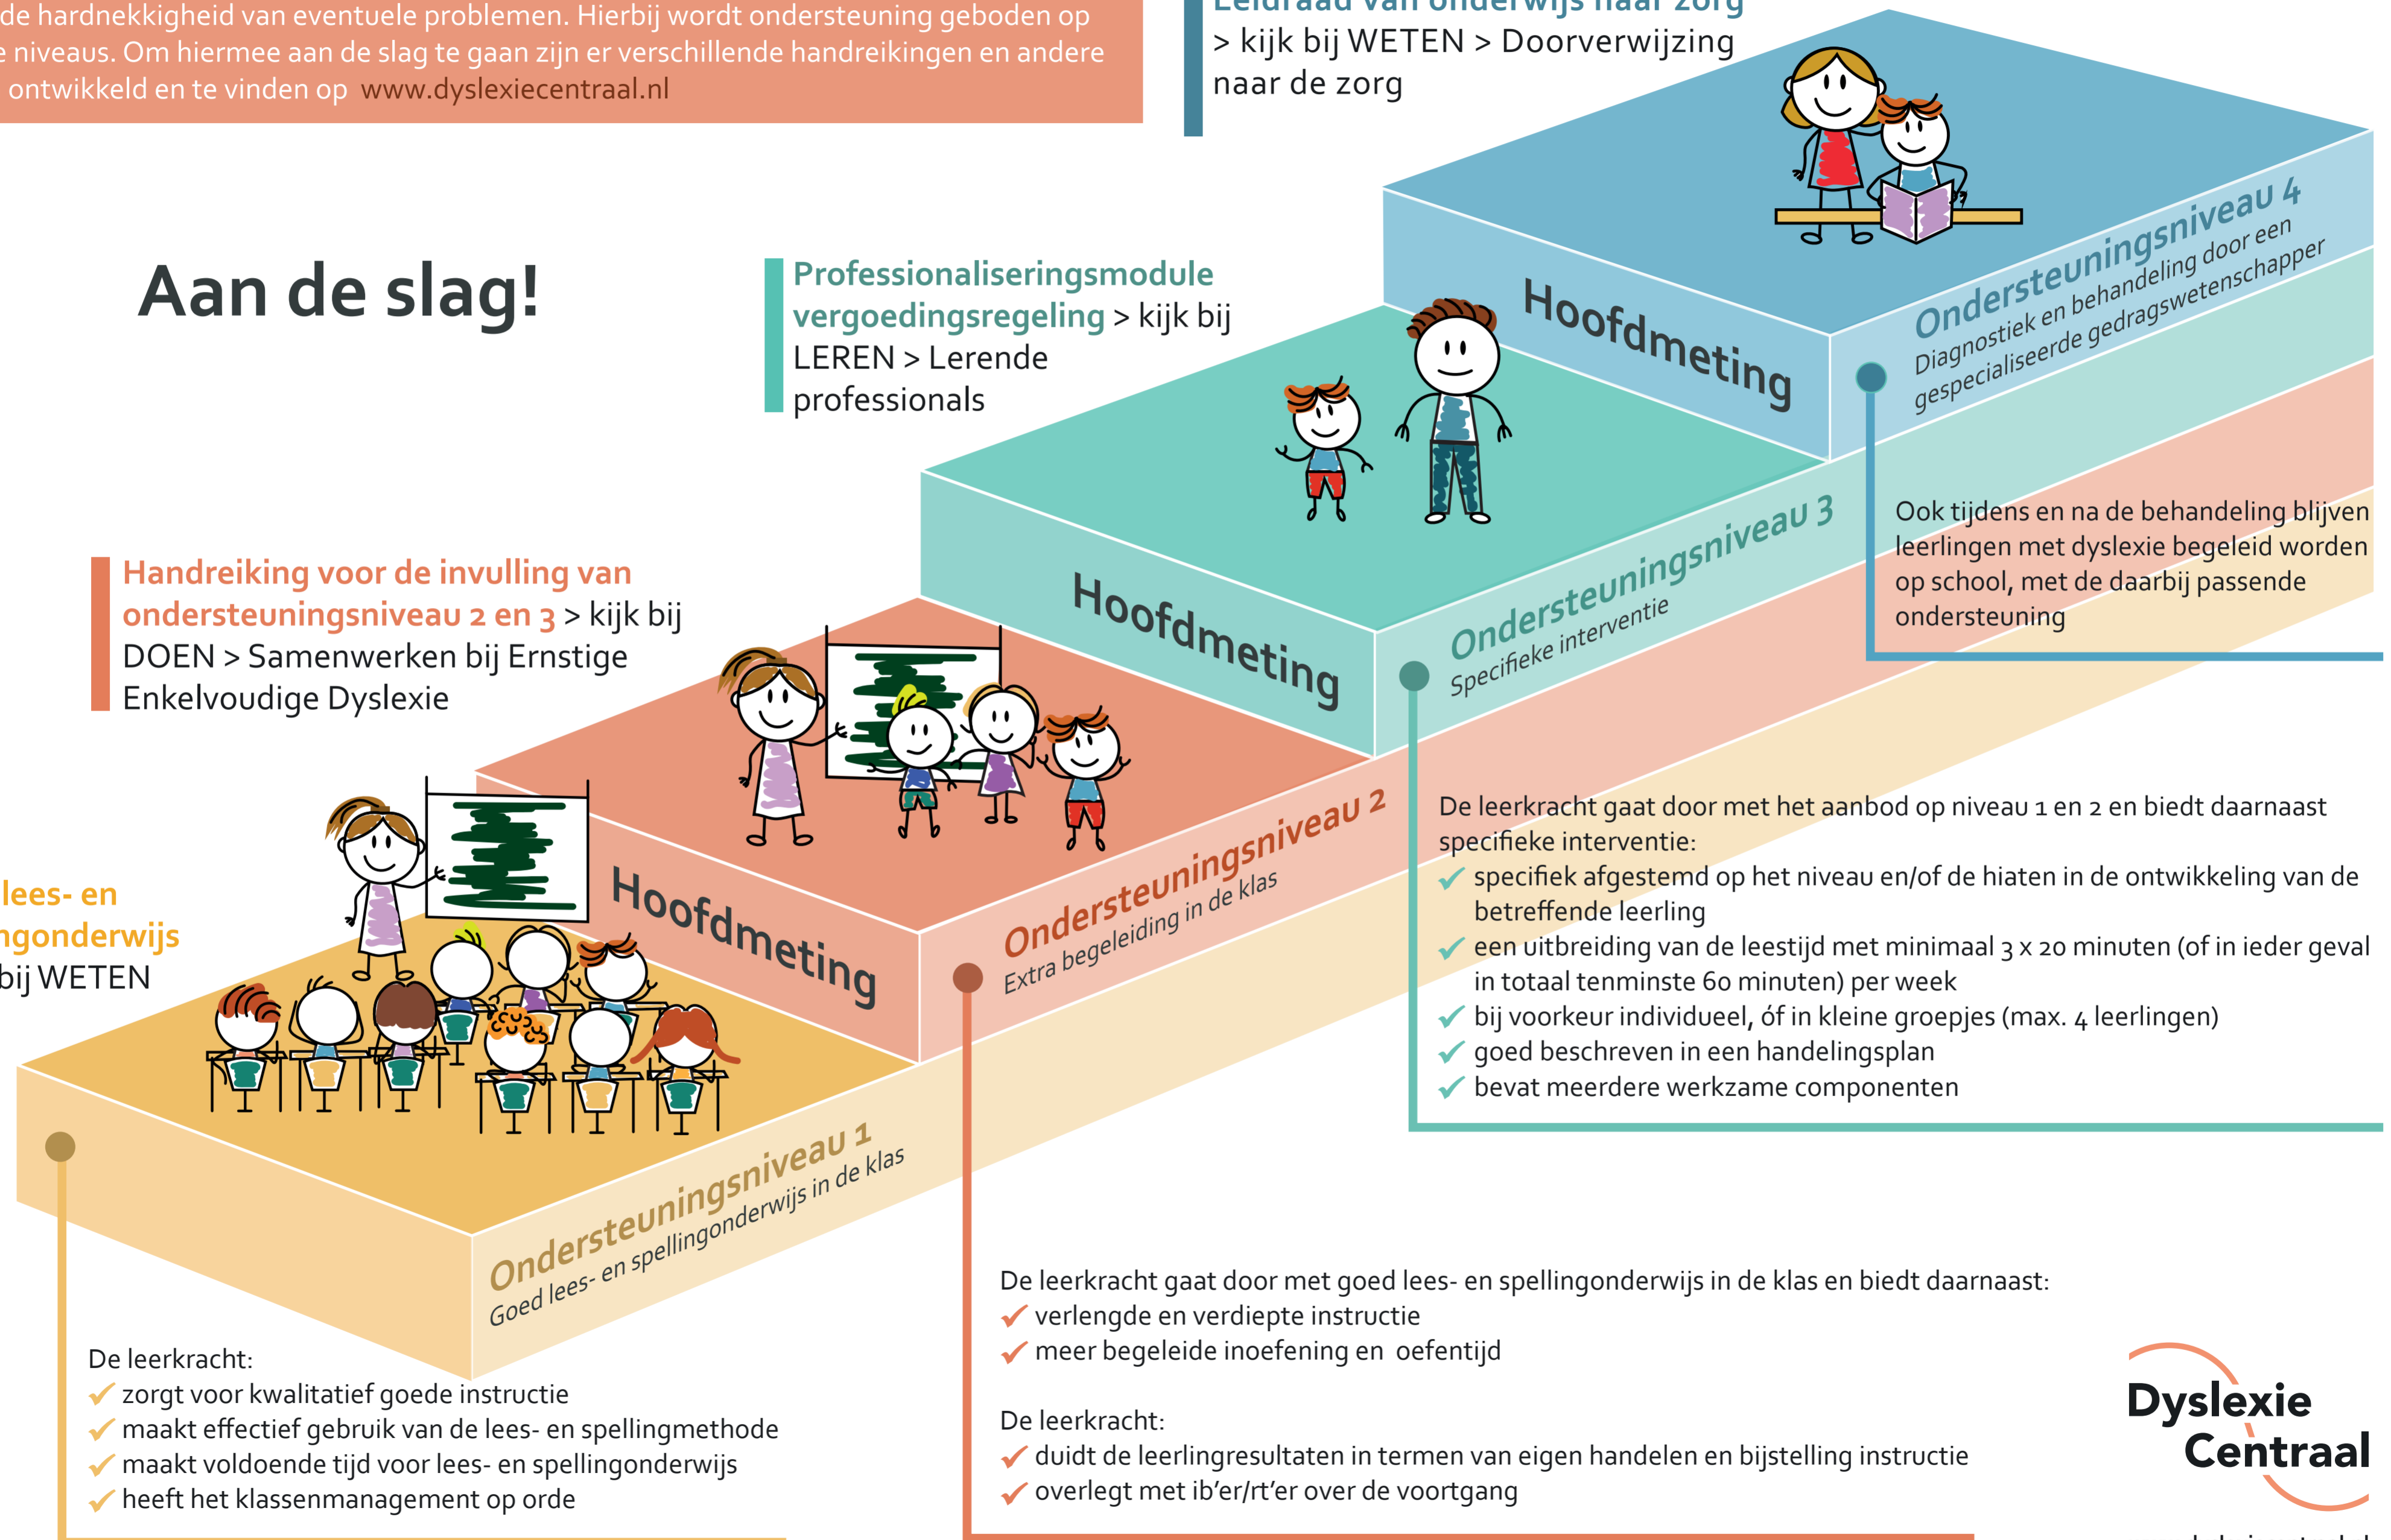 de hardnekkigheid van eventuele problemen. Hierbij wordt ondersteuning geboden op
niveaus. Om hiermee aan de slag te gaan zijn er verschillende handreikingen en andere
ontwikkeld en te vinden op www.dyslexiecentraal.nl
Leidraad van onderwijs naar zorg
> kijk bij WETEN > Doorverwijzing
naar de zorg
Aan de slag!
Professionaliseringsmodule
vergoedingsregeling > kijk bij
LEREN > Lerende
professionals
Handreiking voor de invulling van
ondersteuningsniveau 2 en 3 > kijk bij
DOEN > Samenwerken bij Ernstige
Enkelvoudige Dyslexie
lees- en
bij WETEN
Hoofdmeting
Ondersteuningsniveau 4
Diagnostiek en behandeling door een
gespecialiseerde gedragswetenschapper
Ook tijdens en na de behandeling blijven
leerlingen met dyslexie begeleid worden
op school, met de daarbij passende
ondersteuning
Hoofdmeting
Ondersteuningsniveau 3
Specifieke interventie
De leerkracht gaat door met het aanbod op niveau 1 en 2 en biedt daarnaast
specifieke interventie:
✓ specifiek afgestemd op het niveau en/of de hiaten in de ontwikkeling van de
betreffende leerling
✓ een uitbreiding van de leestijd met minimaal 3 x 20 minuten (of in ieder geval
in totaal tenminste 60 minuten) per week
✓ bij voorkeur individueel, óf in kleine groepjes (max. 4 leerlingen)
✓ goed beschreven in een handelingsplan
✓ bevat meerdere werkzame componenten
Hoofdmeting
Ondersteuningsniveau 2
Extra begeleiding in de klas
De leerkracht gaat door met goed lees- en spellingonderwijs in de klas en biedt daarnaast:
✓ verlengde en verdiepte instructie
✓ meer begeleide inoefening en oefentijd
De leerkracht:
✓ duidt de leerlingresultaten in termen van eigen handelen en bijstelling instructie
✓ overlegt met ib'er/rt'er over de voortgang
Ondersteuningsniveau 1
Goed lees- en spellingonderwijs in de klas
De leerkracht:
✓ zorgt voor kwalitatief goede instructie
✓ maakt effectief gebruik van de lees- en spellingmethode
✓ maakt voldoende tijd voor lees- en spellingonderwijs
✓ heeft het klassenmanagement op orde
Dyslexie
Centraal